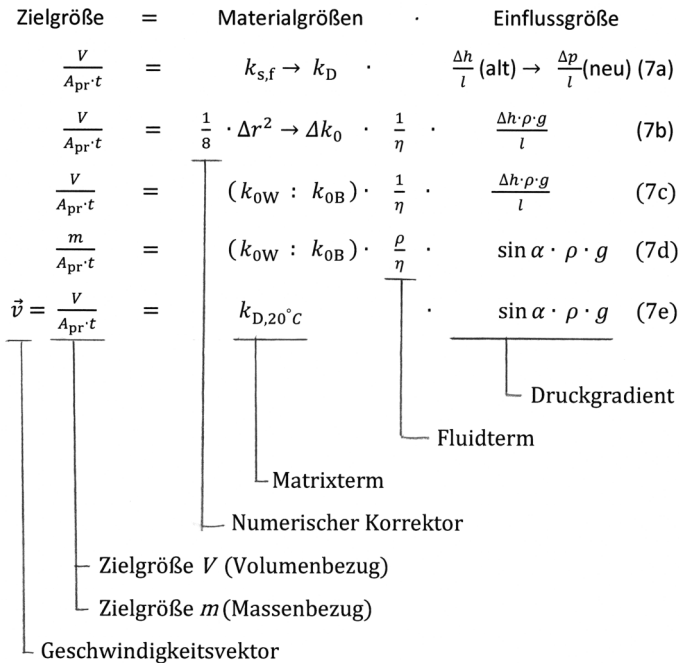 Zielgröße = Materialgrößen · Einflussgröße
V/(A_pr·t) = k_s,f → k_D · Δh/l (alt) → Δp/l (neu) (7a)
V/(A_pr·t) = 1/8 · Δr² → Δk_0 · 1/η · (Δh·ρ·g)/l (7b)
V/(A_pr·t) = (k_0W : k_0B) · 1/η · (Δh·ρ·g)/l (7c)
m/(A_pr·t) = (k_0W : k_0B) · ρ/η · sin α · ρ · g (7d)
v⃗ = V/(A_pr·t) = k_D,20°C · sin α · ρ · g (7e)
Druckgradient
Fluidterm
Matrixterm
Numerischer Korrektor
Zielgröße V (Volumenbezug)
Zielgröße m (Massenbezug)
Geschwindigkeitsvektor